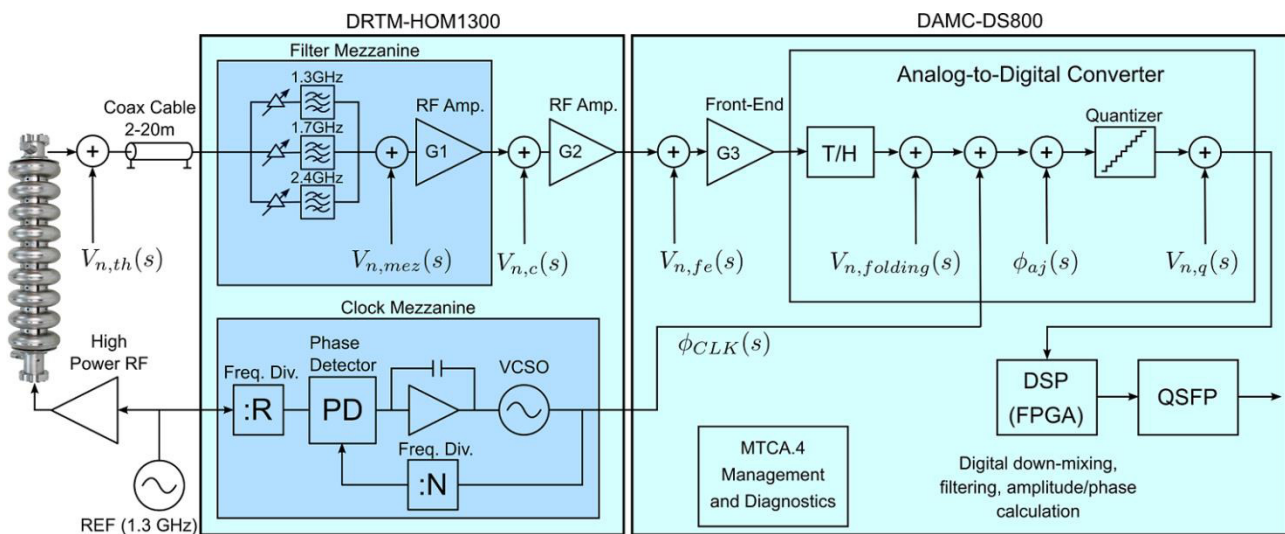 DRTM-HOM1300
DAMC-DS800
Filter Mezzanine
Analog-to-Digital Converter
Coax Cable
2-20m
1.3GHz
1.7GHz
2.4GHz
RF Amp.
G1
RF Amp.
G2
Front-End
G3
T/H
Quantizer
V_{n,th}(s)
V_{n,mez}(s)
V_{n,c}(s)
V_{n,fe}(s)
V_{n,folding}(s)
ϕ_{aj}(s)
V_{n,q}(s)
Clock Mezzanine
High
Power RF
Freq. Div.
:R
Phase
Detector
PD
VCSO
Freq. Div.
:N
ϕ_{CLK}(s)
REF (1.3 GHz)
MTCA.4
Management
and Diagnostics
DSP
(FPGA)
QSFP
Digital down-mixing,
filtering, amplitude/phase
calculation